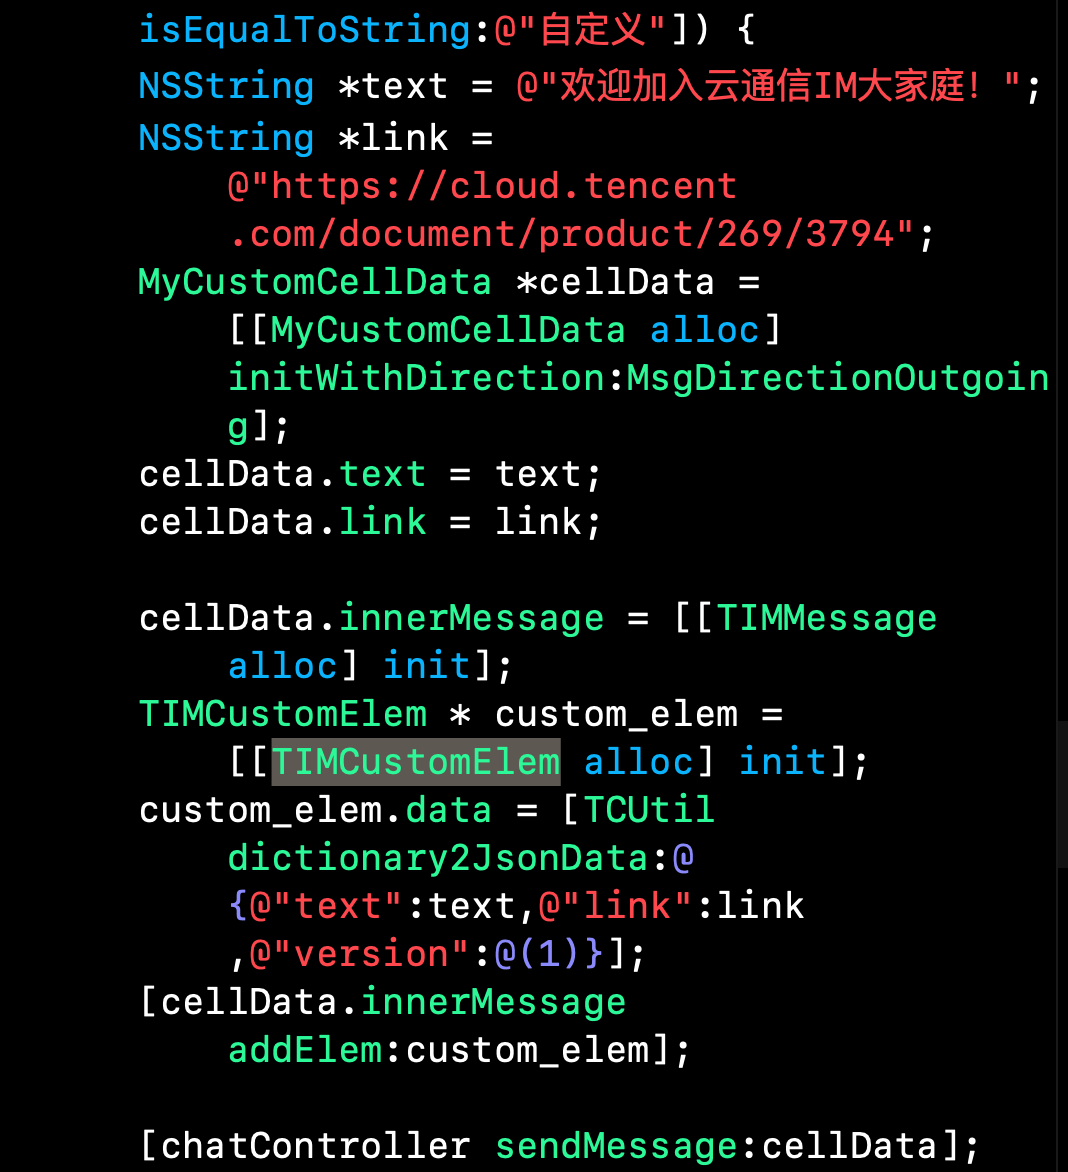 isEqualToString:@"自定义"]) {
NSString *text = @"欢迎加入云通信IM大家庭！";
NSString *link =
@"https://cloud.tencent
.com/document/product/269/3794";
MyCustomCellData *cellData =
[[MyCustomCellData alloc]
initWithDirection:MsgDirectionOutgoin
g];
cellData.text = text;
cellData.link = link;
cellData.innerMessage = [[TIMMessage
alloc] init];
TIMCustomElem * custom_elem =
[[TIMCustomElem alloc] init];
custom_elem.data = [TCUtil
dictionary2JsonData:@
{@"text":text,@"link":link
,@"version":@(1)}];
[cellData.innerMessage
addElem:custom_elem];
[chatController sendMessage:cellData];